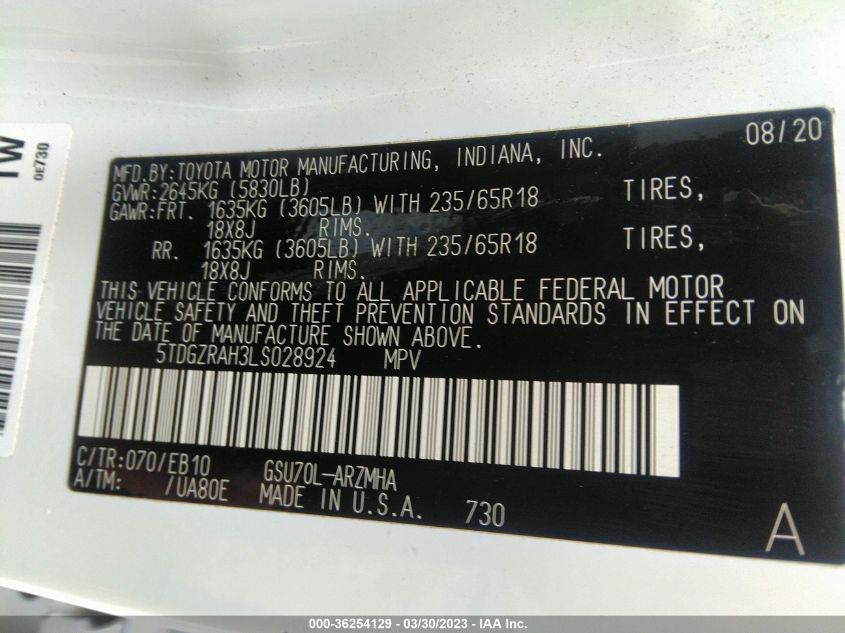 MFD.BY:TOYOTA MOTOR MANUFACTURING, INDIANA, INC. 08/20
GVWR:2645KG (5830LB)
GAWR:FRT. 1635KG (3605LB) WITH 235/65R18 TIRES,
18X8J RIMS.
RR. 1635KG (3605LB) WITH 235/65R18 TIRES,
18X8J RIMS.
THIS VEHICLE CONFORMS TO ALL APPLICABLE FEDERAL MOTOR
VEHICLE SAFETY AND THEFT PREVENTION STANDARDS IN EFFECT ON
THE DATE OF MANUFACTURE SHOWN ABOVE.
5TDGZRAH3LS028924 MPV
C/TR:070/EB10 GSU70L-ARZMHA
A/TM: /UA80E MADE IN U.S.A. 730
A
0E730
000-36254129 - 03/30/2023 - IAA Inc.